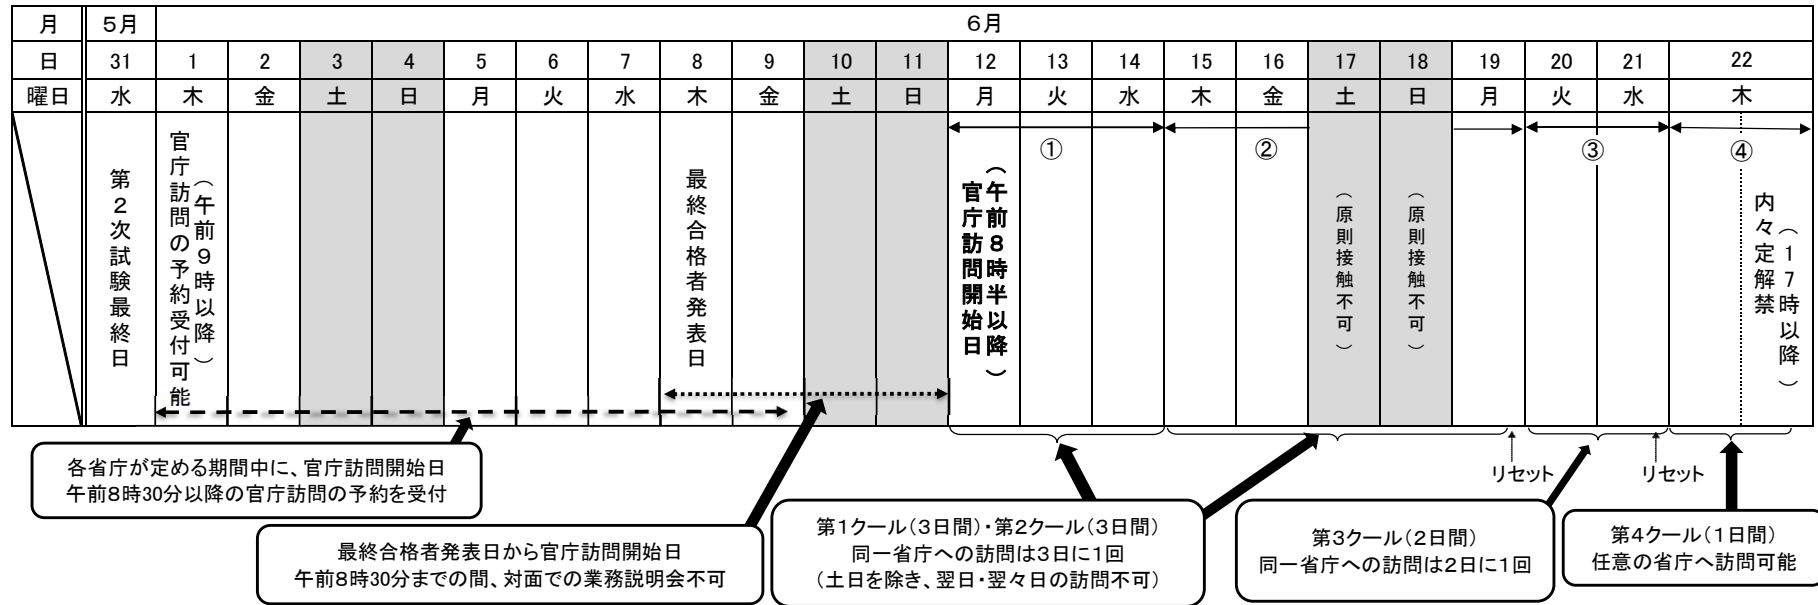 月 5月 6月
日 31 1 2 3 4 5 6 7 8 9 10 11 12 13 14 15 16 17 18 19 20 21 22
曜日 水 木 金 土 日 月 火 水 木 金 土 日 月 火 水 木 金 土 日 月 火 水 木
第2次試験最終日
官庁訪問の予約受付可能
(午前9時以降)
最終合格者発表日
官庁訪問開始日
(午前8時半以降)
①
②
(原則接触不可)
(原則接触不可)
③
④
内々定解禁
(17時以降)
リセット
リセット
各省庁が定める期間中に、官庁訪問開始日
午前8時30分以降の官庁訪問の予約を受付
最終合格者発表日から官庁訪問開始日
午前8時30分までの間、対面での業務説明会不可
第1クール(3日間)・第2クール(3日間)
同一省庁への訪問は3日に1回
(土日を除き、翌日・翌々日の訪問不可)
第3クール(2日間)
同一省庁への訪問は2日に1回
第4クール(1日間)
任意の省庁へ訪問可能